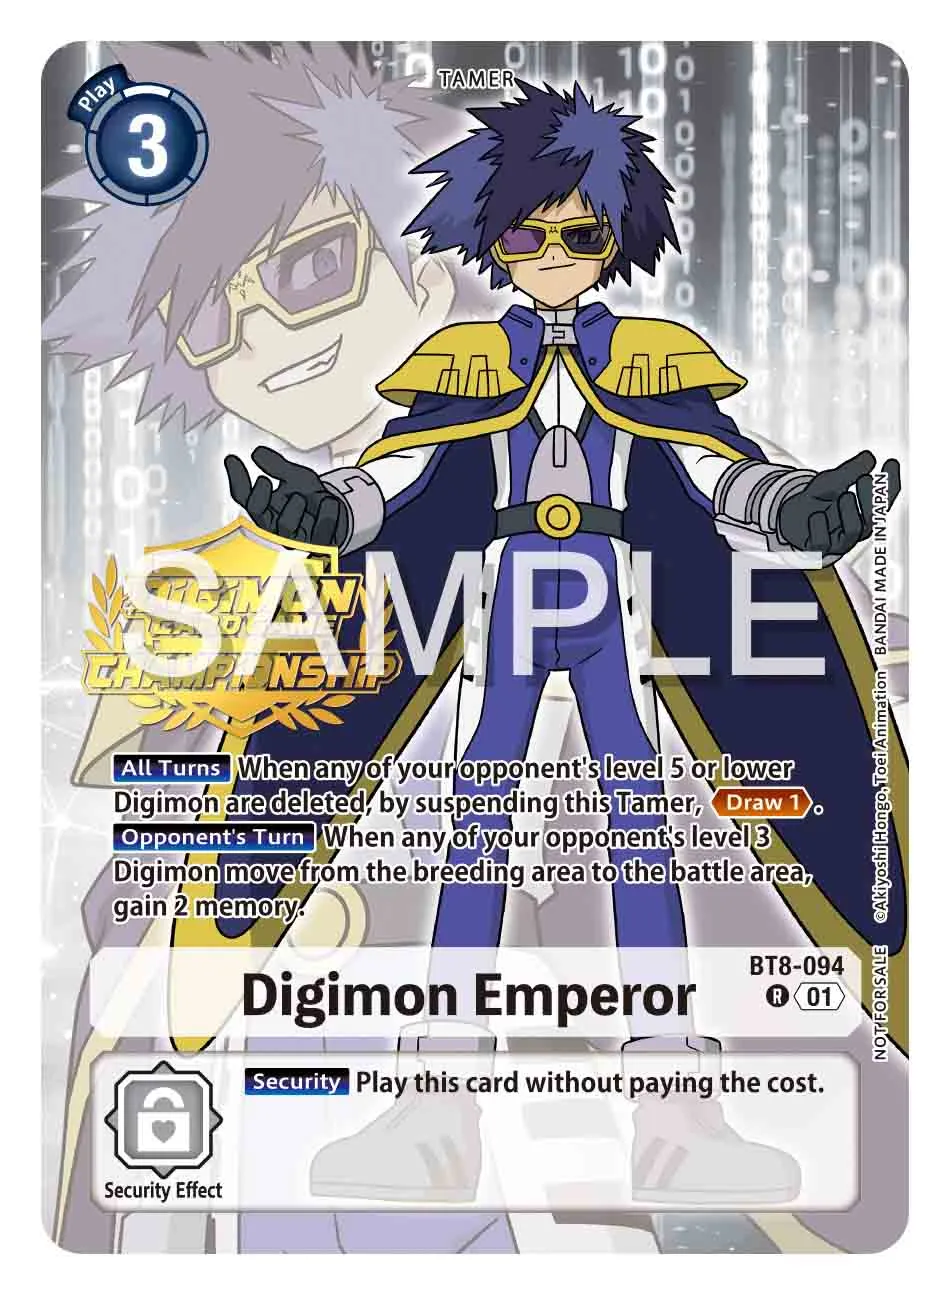 TAMER
Play
3
SAMPLE
DIGIMON
CARD GAME
CHAMPIONSHIP
All Turns When any of your opponent's level 5 or lower
Digimon are deleted, by suspending this Tamer, Draw 1.
Opponent's Turn When any of your opponent's level 3
Digimon move from the breeding area to the battle area,
gain 2 memory.
BT8-094
Digimon Emperor
R 01
Security Play this card without paying the cost.
Security Effect
NOT FOR SALE ©Akiyoshi Hongo, Toei Animation BANDAI MADE IN JAPAN